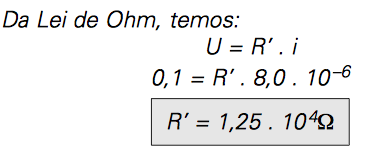 Da Lei de Ohm, temos:
U = R’ . i
0,1 = R’ . 8,0 . 10⁻⁶
R’ = 1,25 . 10⁴Ω